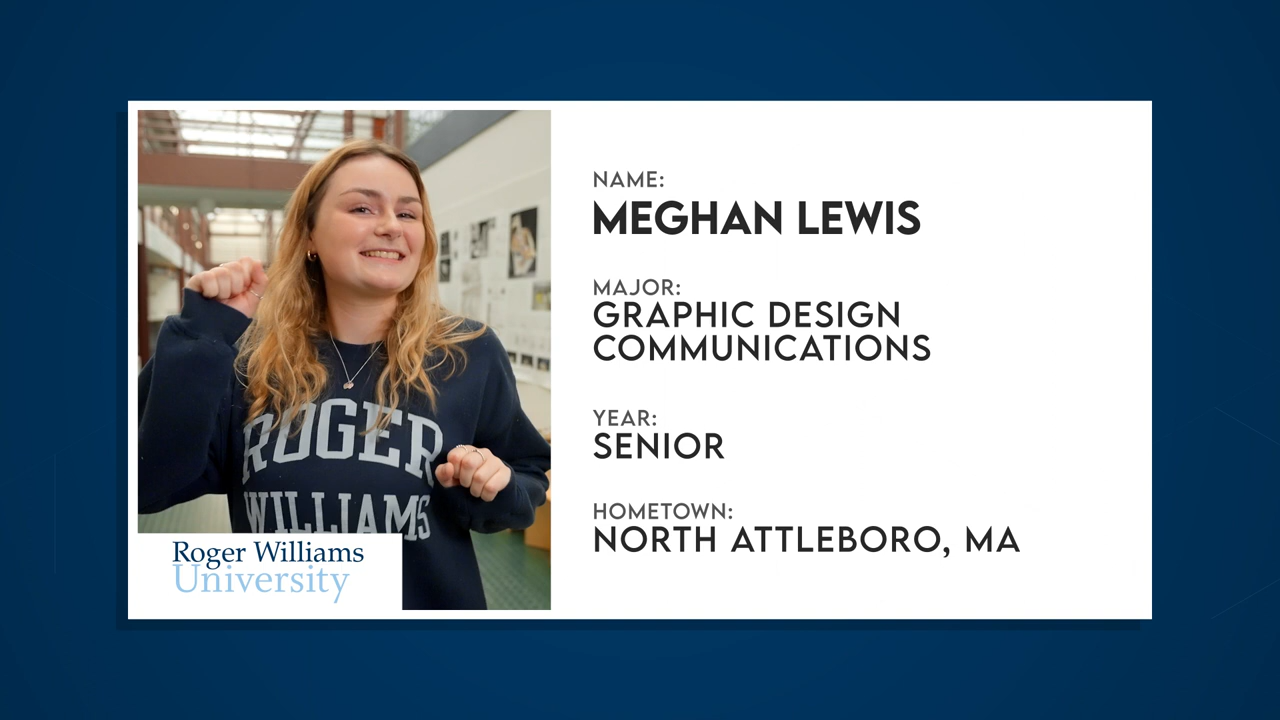 ROGER
WILLIAMS
Roger Williams
University
NAME:
MEGHAN LEWIS
MAJOR:
GRAPHIC DESIGN
COMMUNICATIONS
YEAR:
SENIOR
HOMETOWN:
NORTH ATTLEBORO, MA